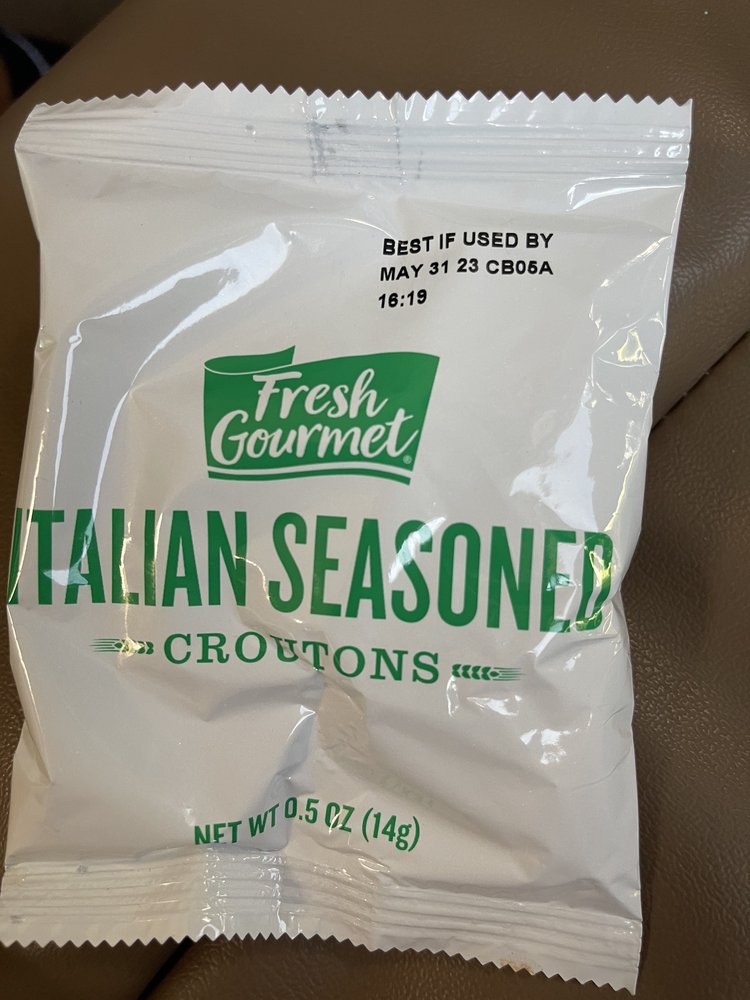 BEST IF USED BY
MAY 31 23 CB05A
16:19
Fresh
Gourmet®
ITALIAN SEASONED
CROUTONS
NET WT 0.5 OZ (14g)